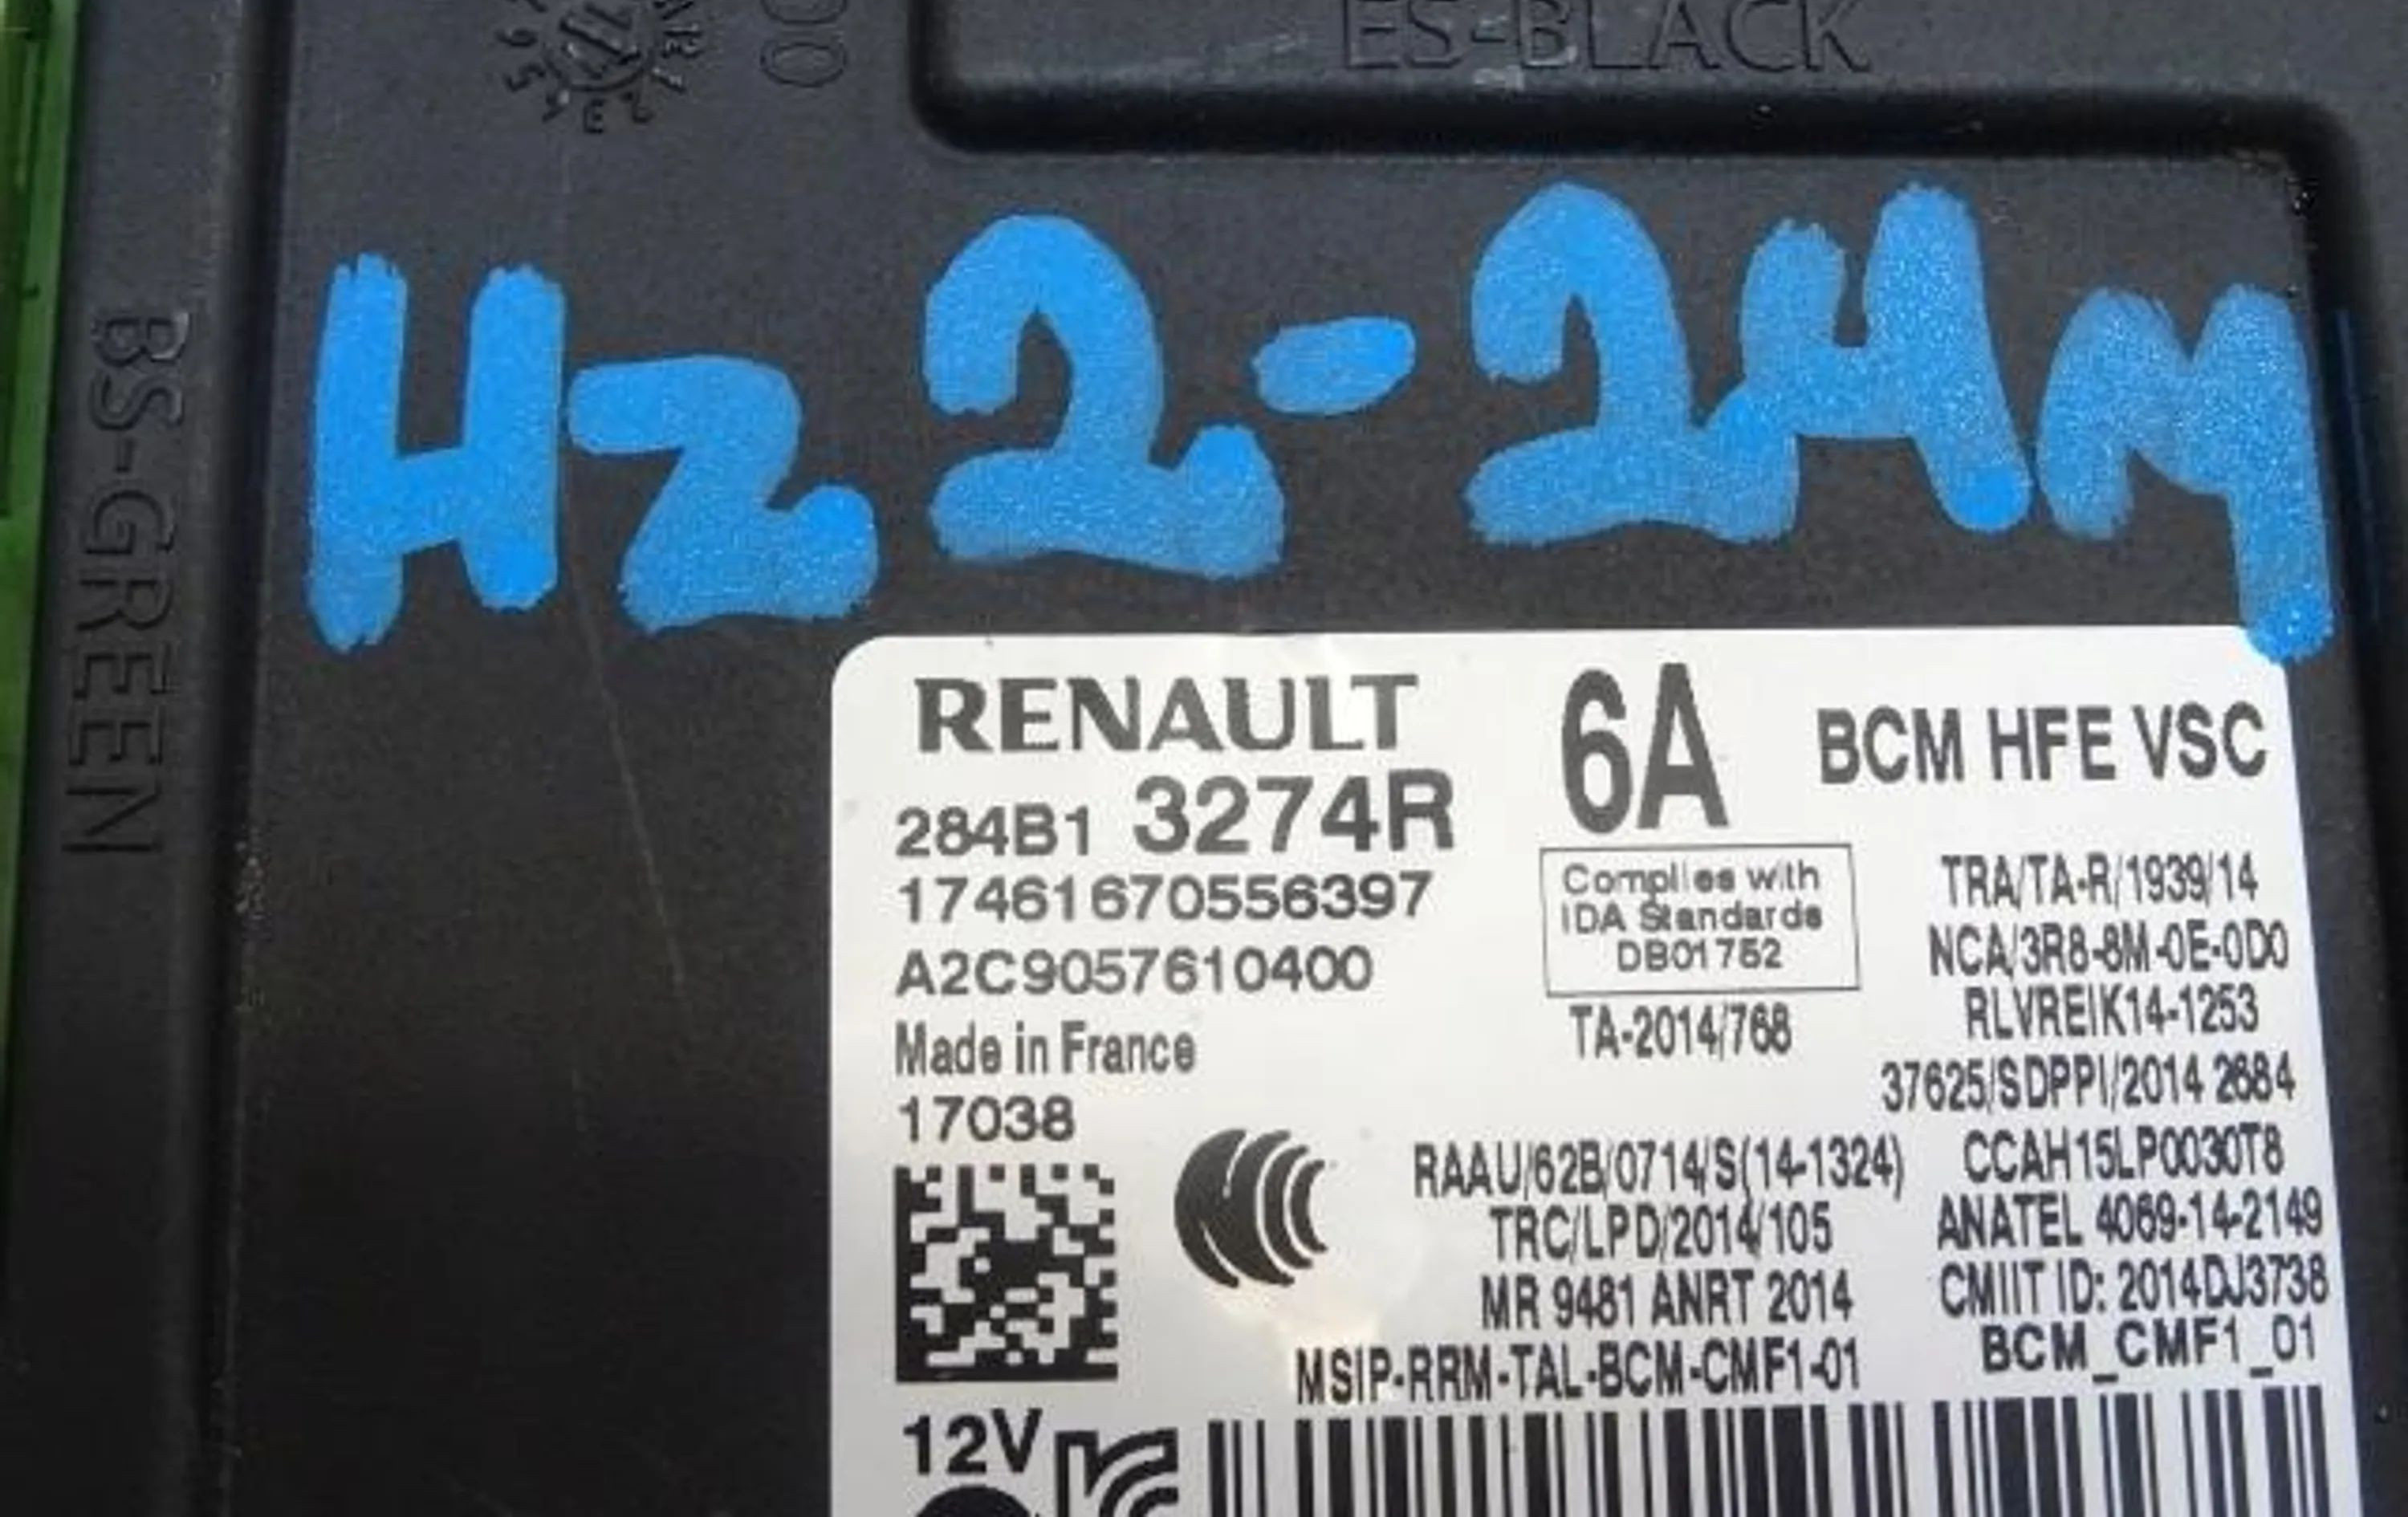 ES-BLACK
BS-GREEN
Hz 2-24
RENAULT 6A BCM HFE VSC
284B1 3274R
17461670556397
A2C9057610400
Made in France
17038
Complies with
IDA Standards
DB01752
TA-2014/768
TRA/TA-R/1939/14
NCA/3R8-8M-0E-0D0
RLVREIK14-1253
37625/SDPPI/2014 2684
RAAU/62B/0714/S(14-1324)
TRC/LPD/2014/105
MR 9481 ANRT 2014
MSIP-RRM-TAL-BCM-CMF1-01
CCAH15LP0030T8
ANATEL 4069-14-2149
CMIIT ID: 2014DJ3738
BCM_CMF1_01
12V